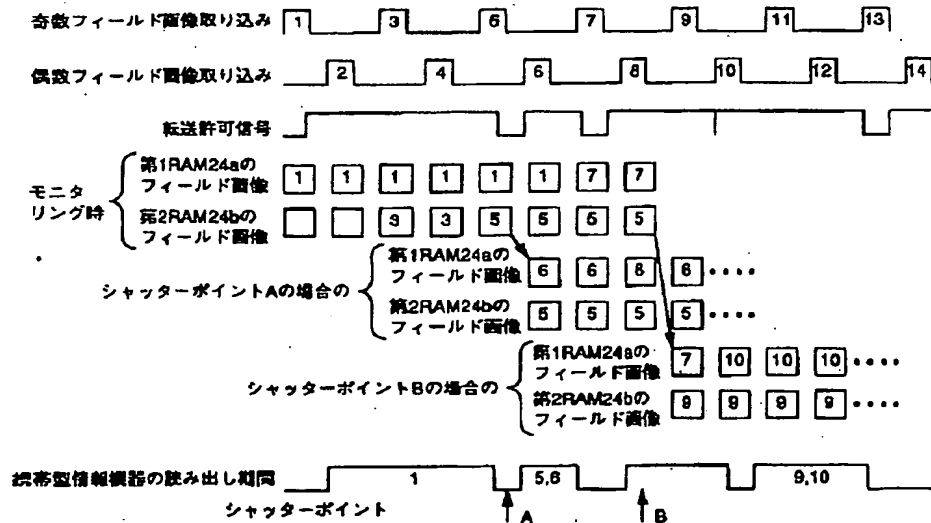 奇数フィールド画像取り込み 1 3 6 7 9 11 13
偶数フィールド画像取り込み 2 4 6 8 10 12 14
転送許可信号
モニタ
リング時
第1RAM24aの
フィールド画像 1 1 1 1 1 1 7 7
第2RAM24bの
フィールド画像 3 3 5 5 5 5
シャッターポイントAの場合の
第1RAM24aの
フィールド画像 6 6 6 6 ····
第2RAM24bの
フィールド画像 5 5 5 5 ····
シャッターポイントBの場合の
第1RAM24aの
フィールド画像 7 10 10 10 ····
第2RAM24bの
フィールド画像 9 9 9 9 ····
携帯型情報機器の読み出し期間 1 5,6 9,10
シャッターポイント A B